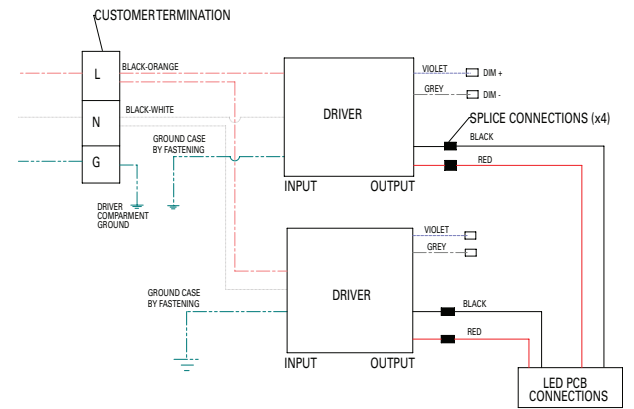 CUSTOMER TERMINATION
L
BLACK-ORANGE
VIOLET
DIM +
GREY
DIM -
N
BLACK-WHITE
DRIVER
SPLICE CONNECTIONS (x4)
BLACK
GROUND CASE
BY FASTENING
G
RED
INPUT
OUTPUT
DRIVER
COMPARMENT
GROUND
VIOLET
GREY
GROUND CASE
BY FASTENING
DRIVER
BLACK
RED
INPUT
OUTPUT
LED PCB
CONNECTIONS